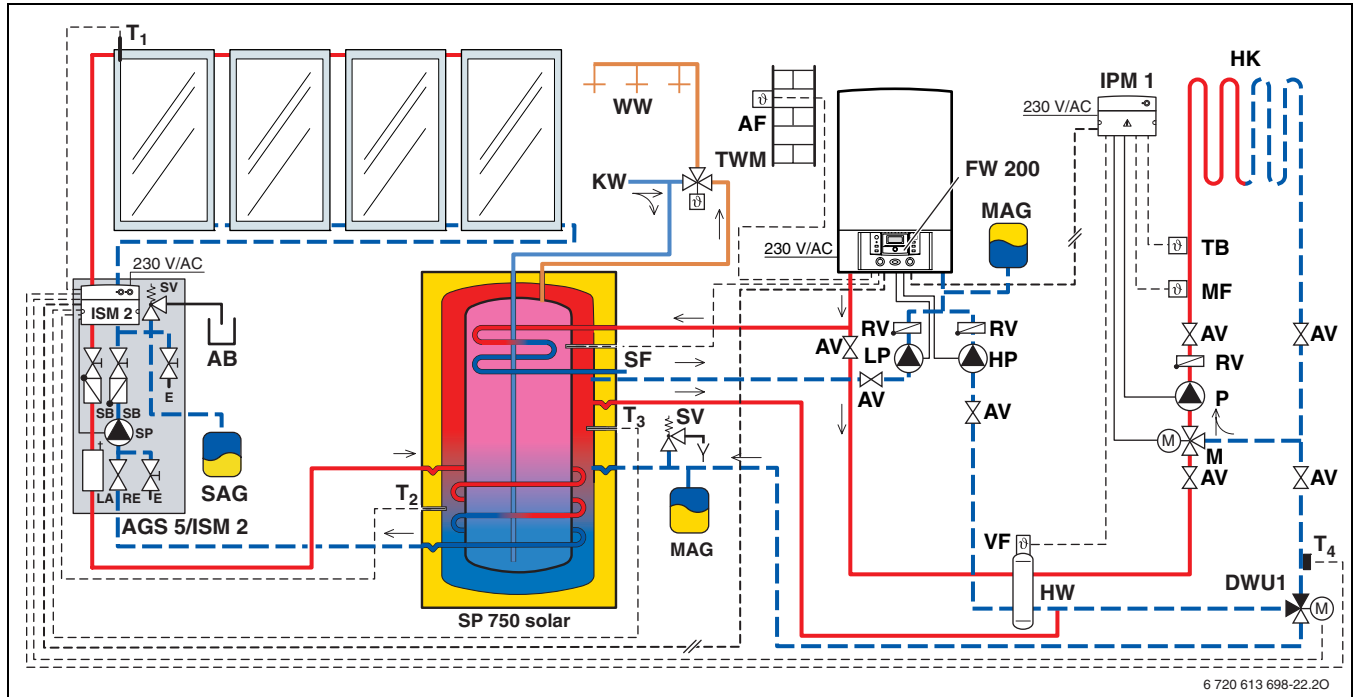 T1
WW
AF
TWM
KW
FW 200
MAG
230 V/AC
IPM 1
230 V/AC
HK
TB
MF
AV
AV
RV
P
M
M
AV
AV
230 V/AC
SV
ISM 2
AB
E
SB SB
SP
t
LA RE E
SAG
AGS 5/ISM 2
SF
AV
RV
RV
LP
HP
AV
AV
T3
SV
T2
MAG
SP 750 solar
VF
HW
T4
DWU1
M
ϑ
ϑ
ϑ
ϑ
ϑ
6 720 613 698-22.2O